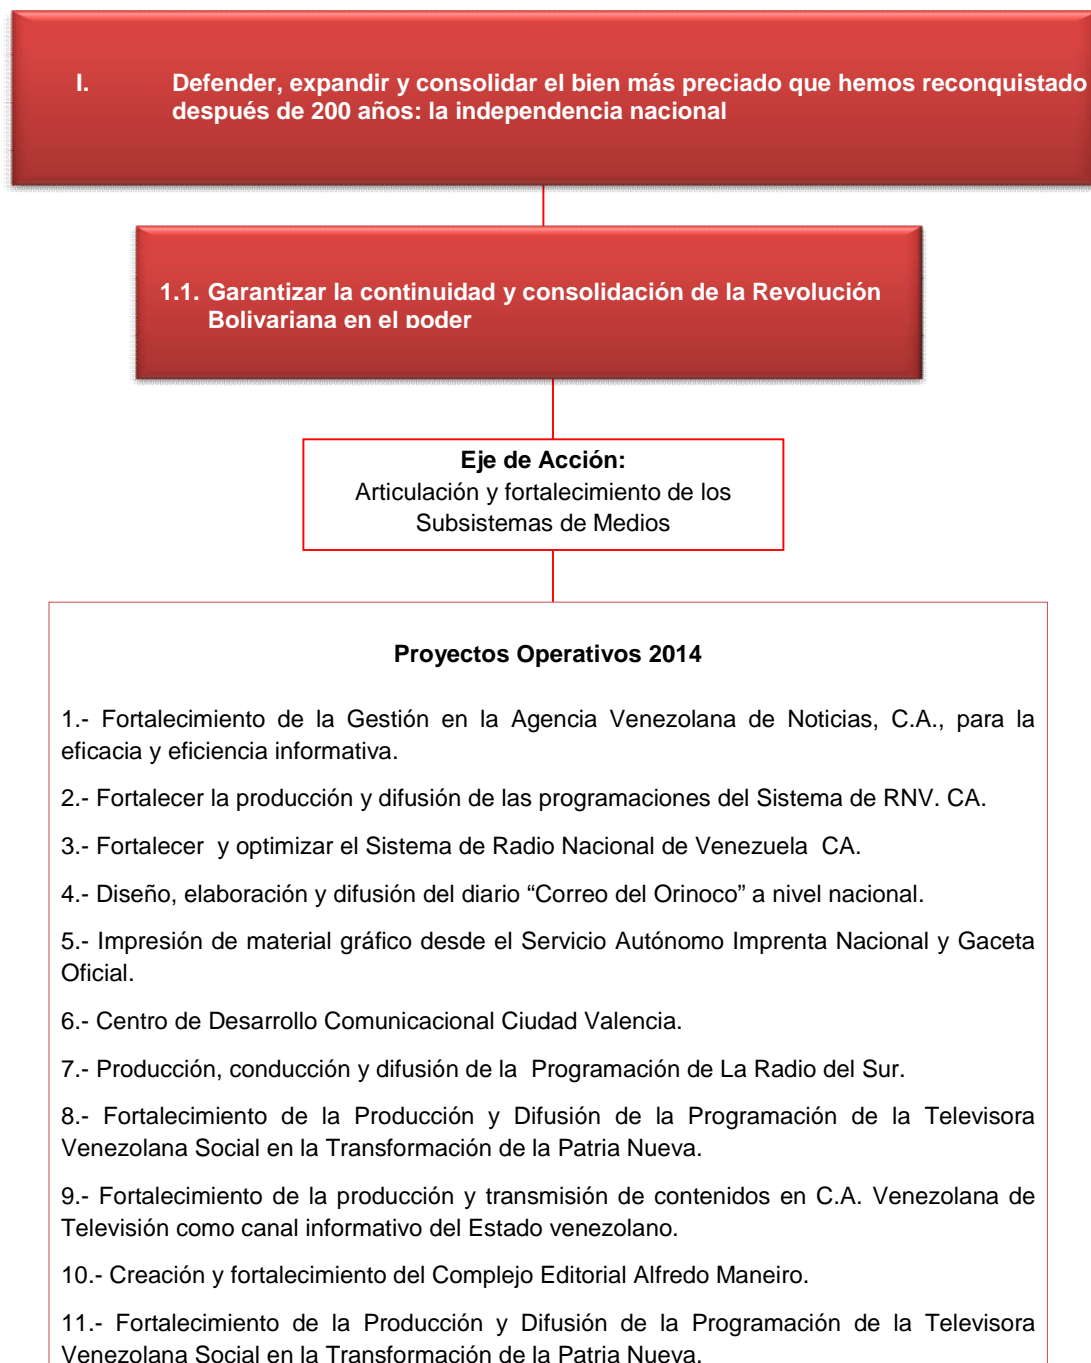 I. Defender, expandir y consolidar el bien más preciado que hemos reconquistado
después de 200 años: la independencia nacional
1.1. Garantizar la continuidad y consolidación de la Revolución
Bolivariana en el poder
Eje de Acción:
Articulación y fortalecimiento de los
Subsistemas de Medios
Proyectos Operativos 2014
1.- Fortalecimiento de la Gestión en la Agencia Venezolana de Noticias, C.A., para la
eficacia y eficiencia informativa.
2.- Fortalecer la producción y difusión de las programaciones del Sistema de RNV. CA.
3.- Fortalecer y optimizar el Sistema de Radio Nacional de Venezuela CA.
4.- Diseño, elaboración y difusión del diario “Correo del Orinoco” a nivel nacional.
5.- Impresión de material gráfico desde el Servicio Autónomo Imprenta Nacional y Gaceta
Oficial.
6.- Centro de Desarrollo Comunicacional Ciudad Valencia.
7.- Producción, conducción y difusión de la Programación de La Radio del Sur.
8.- Fortalecimiento de la Producción y Difusión de la Programación de la Televisora
Venezolana Social en la Transformación de la Patria Nueva.
9.- Fortalecimiento de la producción y transmisión de contenidos en C.A. Venezolana de
Televisión como canal informativo del Estado venezolano.
10.- Creación y fortalecimiento del Complejo Editorial Alfredo Maneiro.
11.- Fortalecimiento de la Producción y Difusión de la Programación de la Televisora
Venezolana Social en la Transformación de la Patria Nueva.